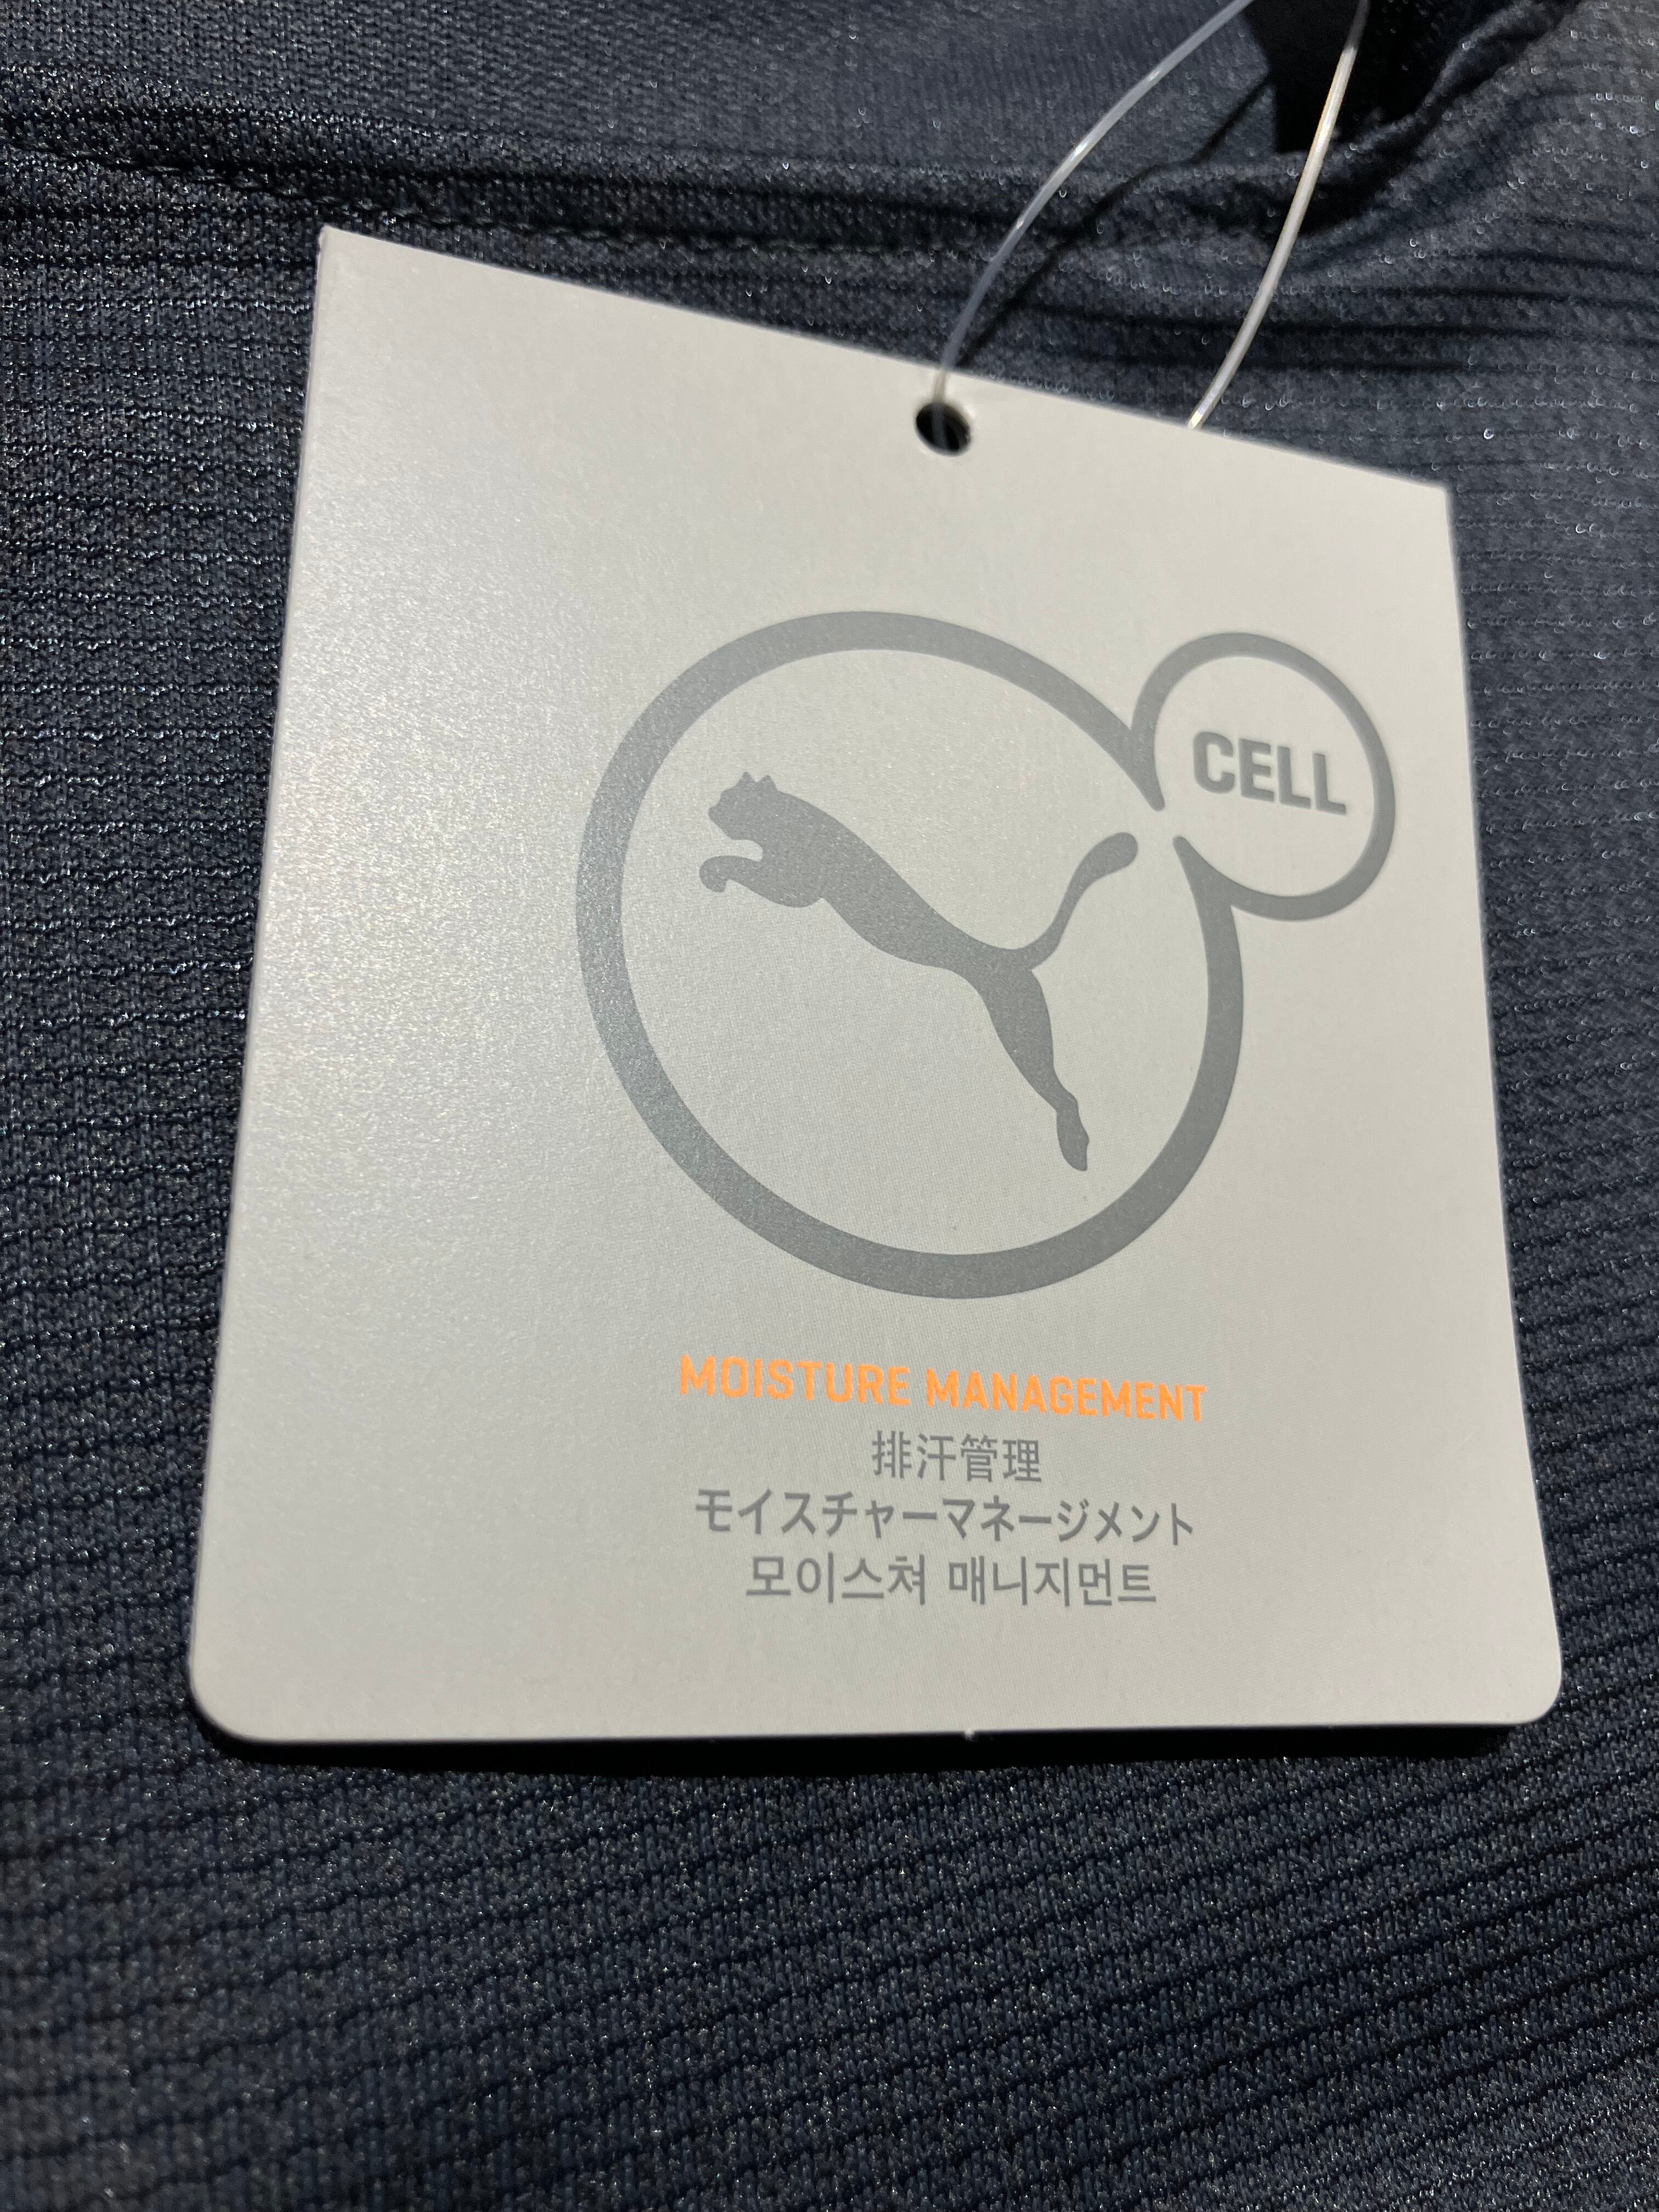 CELL
MOISTURE MANAGEMENT
排汗管理
モイスチャーマネージメント
모이스쳐 매니지먼트